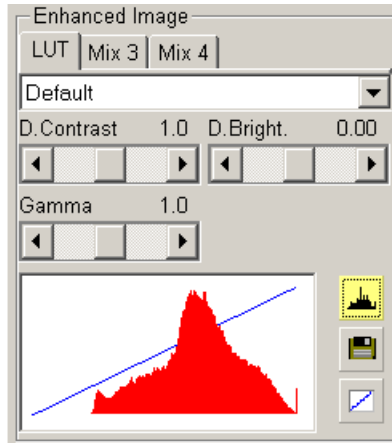 Enhanced Image
LUT Mix 3 Mix 4
Default
D.Contrast 1.0 D.Bright. 0.00
Gamma 1.0